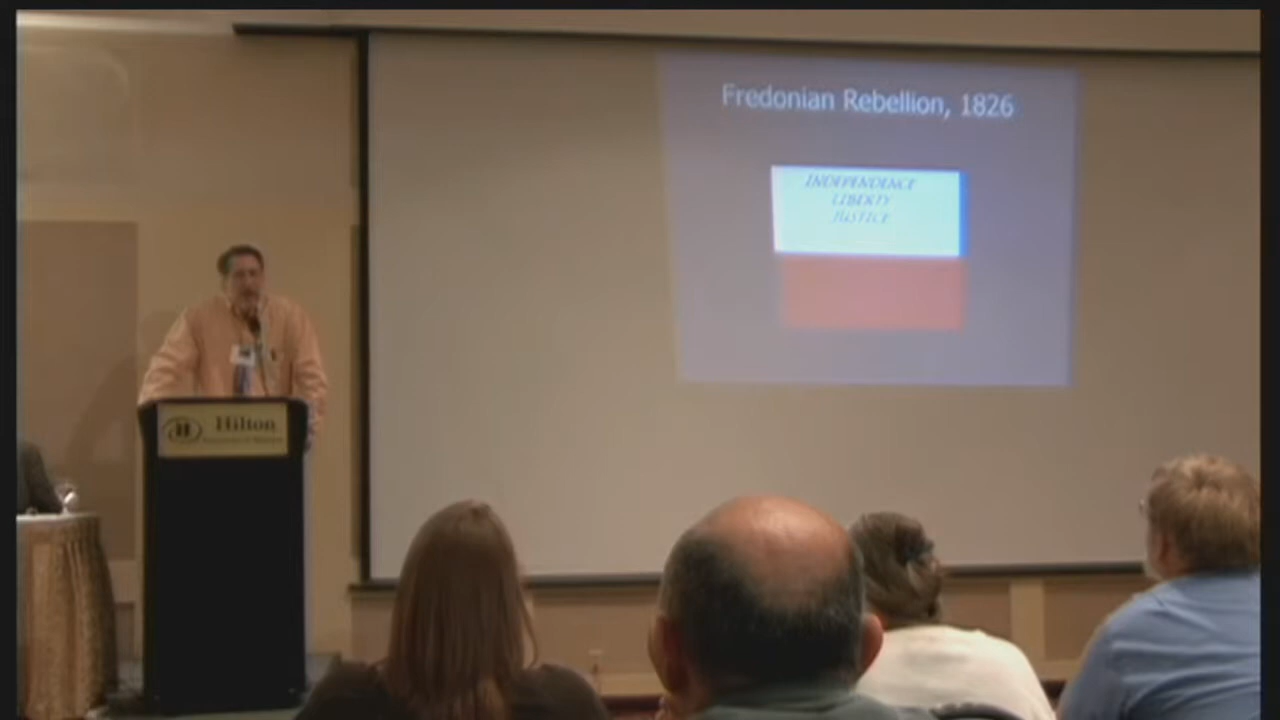 Fredonian Rebellion, 1826
INDEPENDENCE
LIBERTY
JUSTICE
Hilton